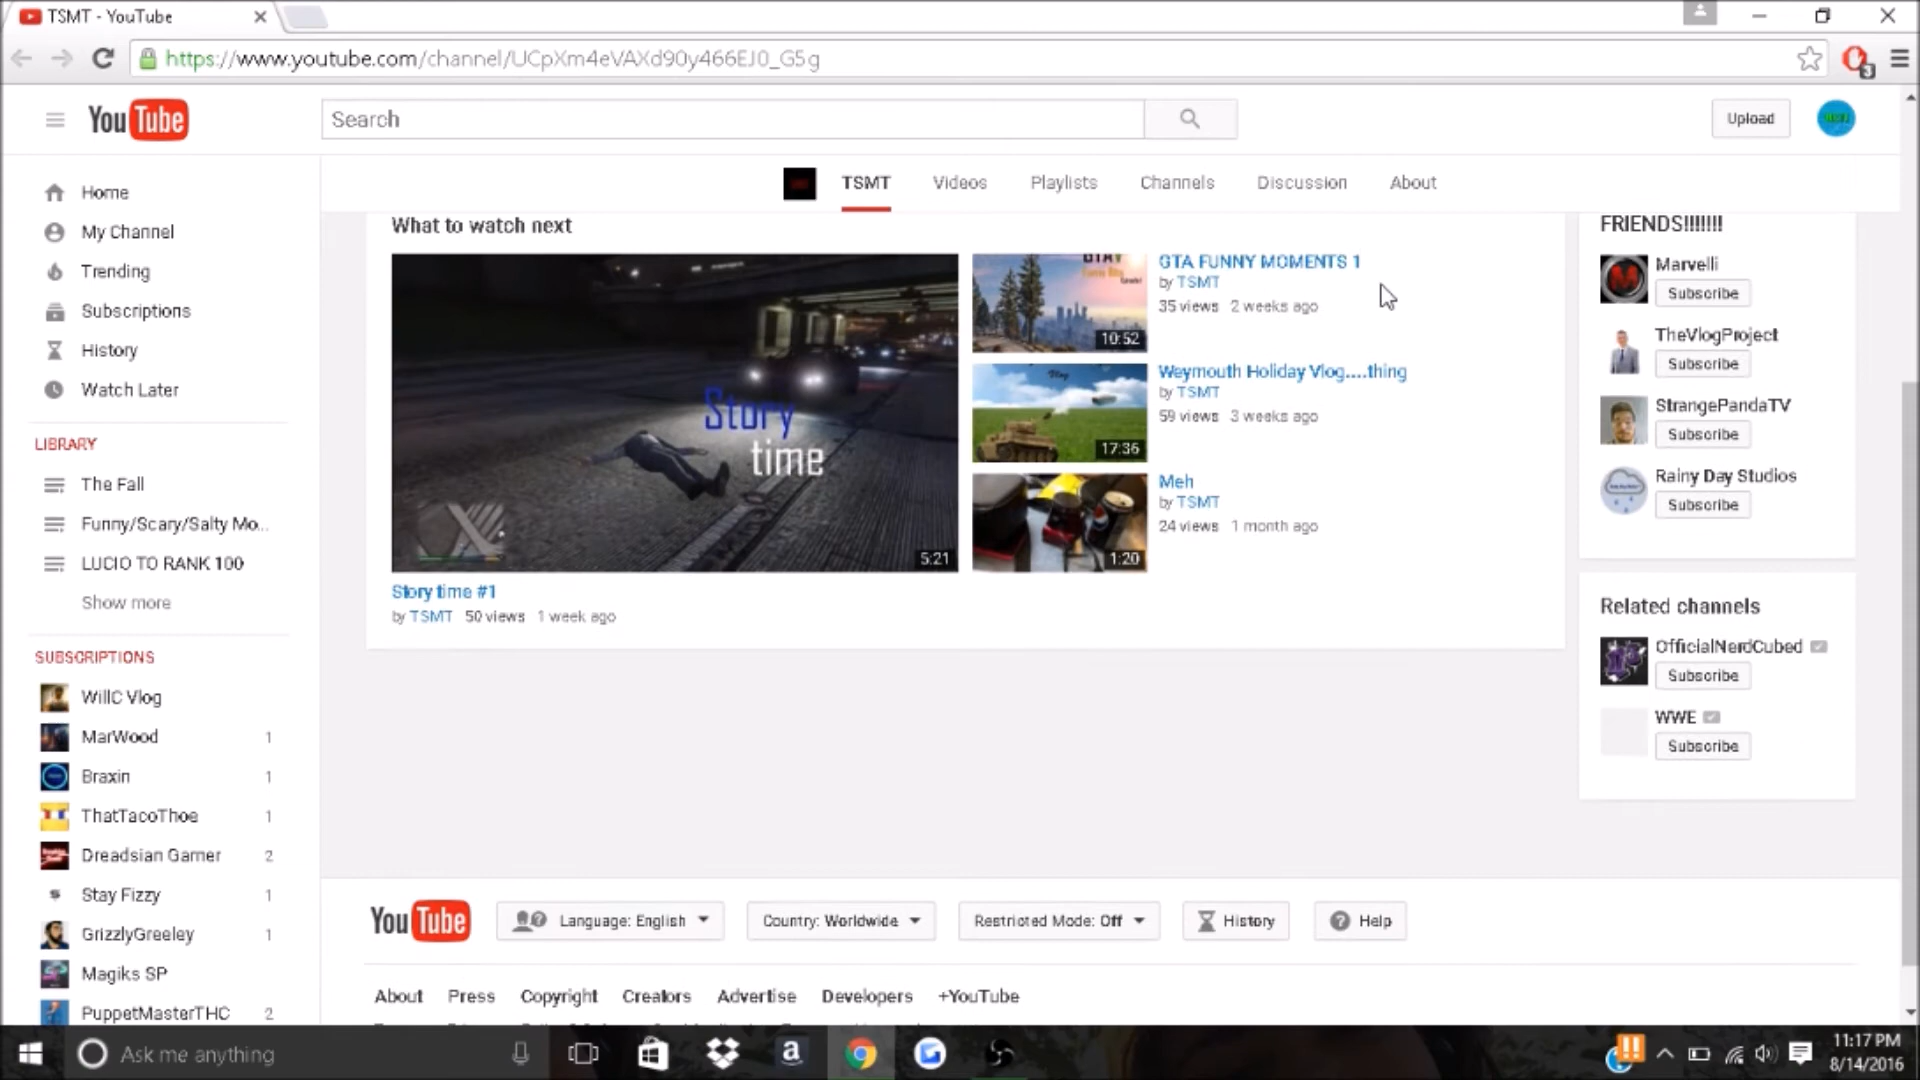 TSMT - YouTube
https://www.youtube.com/channel/UCpXm4eVAXd90y466EJ0_G5g
3
YouTube
Search
Upload
TSMT Videos Playlists Channels Discussion About
Home
My Channel
Trending
Subscriptions
History
Watch Later
LIBRARY
The Fall
Funny/Scary/Salty Mo...
LUCIO TO RANK 100
Show more
SUBSCRIPTIONS
WillC Vlog
MarWood 1
Braxin 1
ThatTacoThoe 1
Dreadsian Gamer 2
Stay Fizzy 1
GrizzlyGreeley 1
Magiks SP
PuppetMasterTHC 2
What to watch next
Story
time
5:21
Story time #1
by TSMT 50 views 1 week ago
10:52
GTA FUNNY MOMENTS 1
by TSMT
35 views 2 weeks ago
Vlog
17:36
Weymouth Holiday Vlog....thing
by TSMT
59 views 3 weeks ago
1:20
Meh
by TSMT
24 views 1 month ago
FRIENDS!!!!!!!
Marvelli
Subscribe
TheVlogProject
Subscribe
StrangePandaTV
Subscribe
Rainy Day Studios
Subscribe
Related channels
OfficialNerdCubed
Subscribe
WWE
Subscribe
YouTube
Language: English
Country: Worldwide
Restricted Mode: Off
History
Help
About Press Copyright Creators Advertise Developers +YouTube
Ask me anything
11:17 PM
8/14/2016